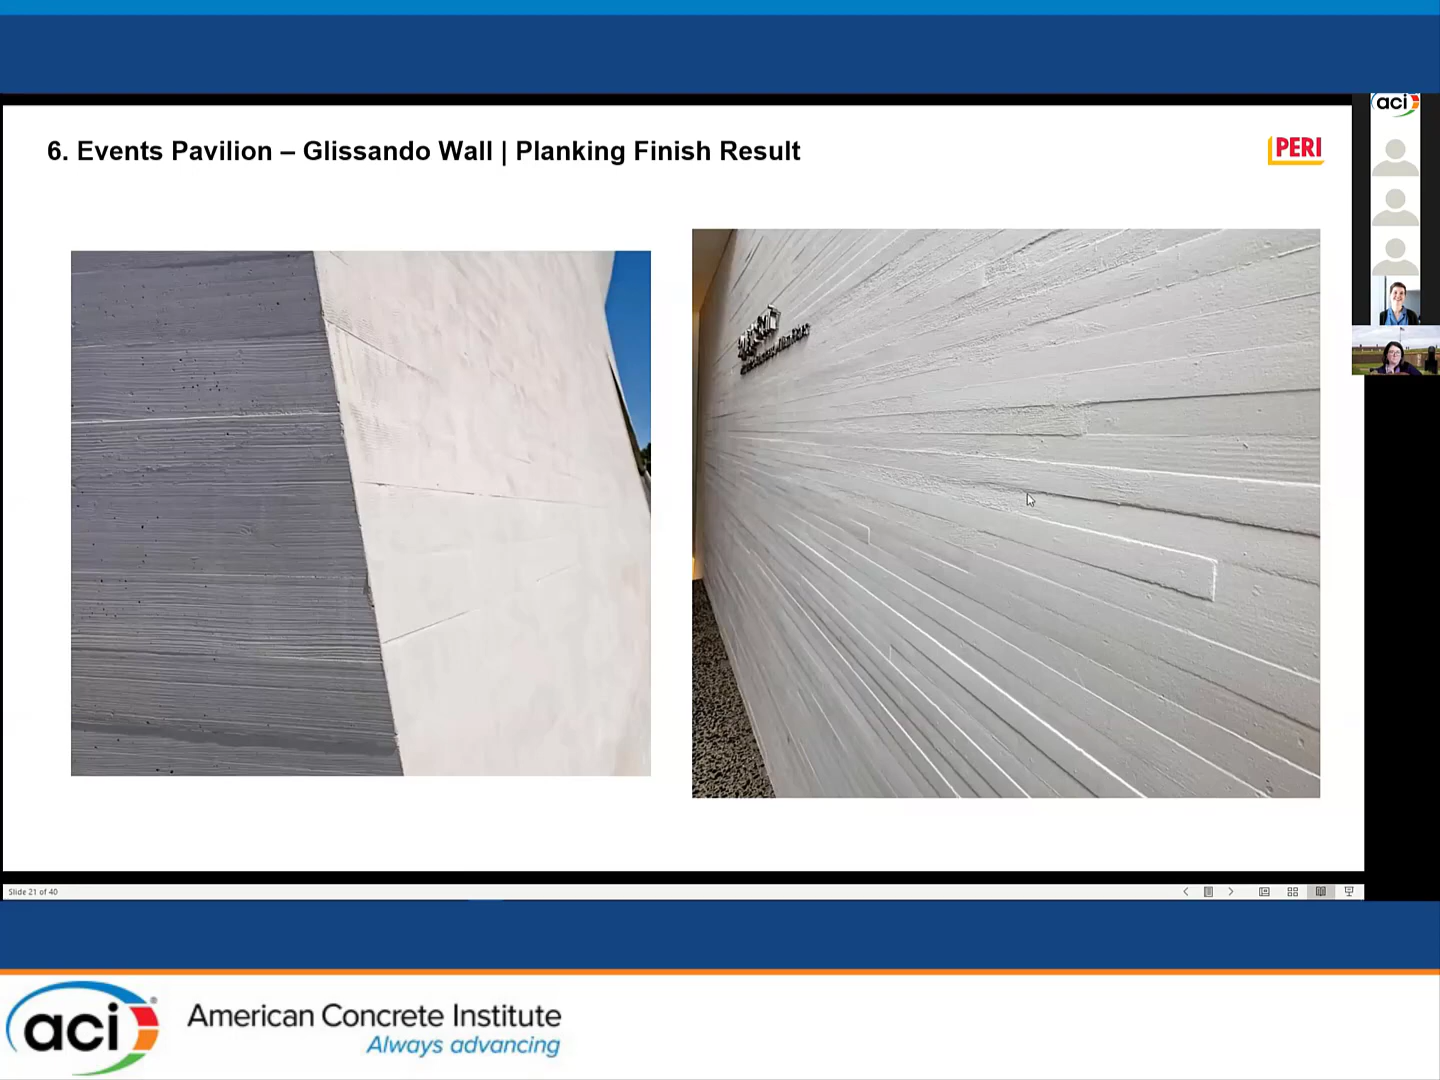 aci
6. Events Pavilion – Glissando Wall | Planking Finish Result
PERI
Slide 21 of 40
aci®
American Concrete Institute
Always advancing